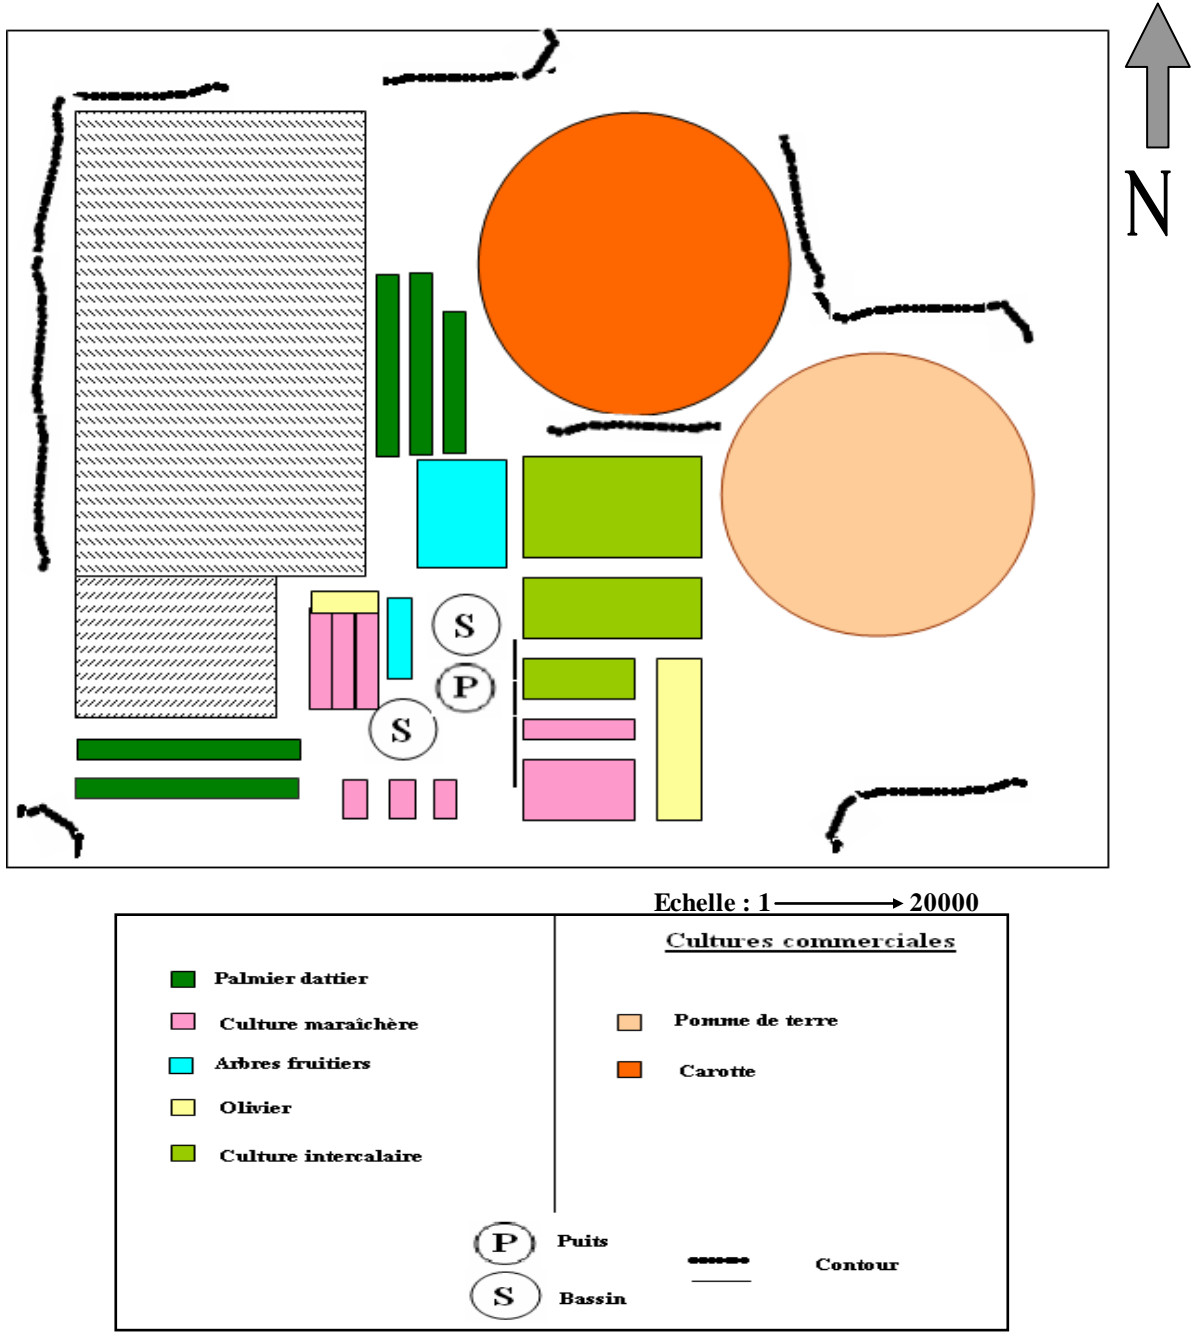 N
S
P
S
Echelle : 1 20000
Cultures commerciales
Palmier dattier
Culture maraîchère
Arbres fruitiers
Olivier
Culture intercalaire
Pomme de terre
Carotte
P Puits
S Bassin
Contour